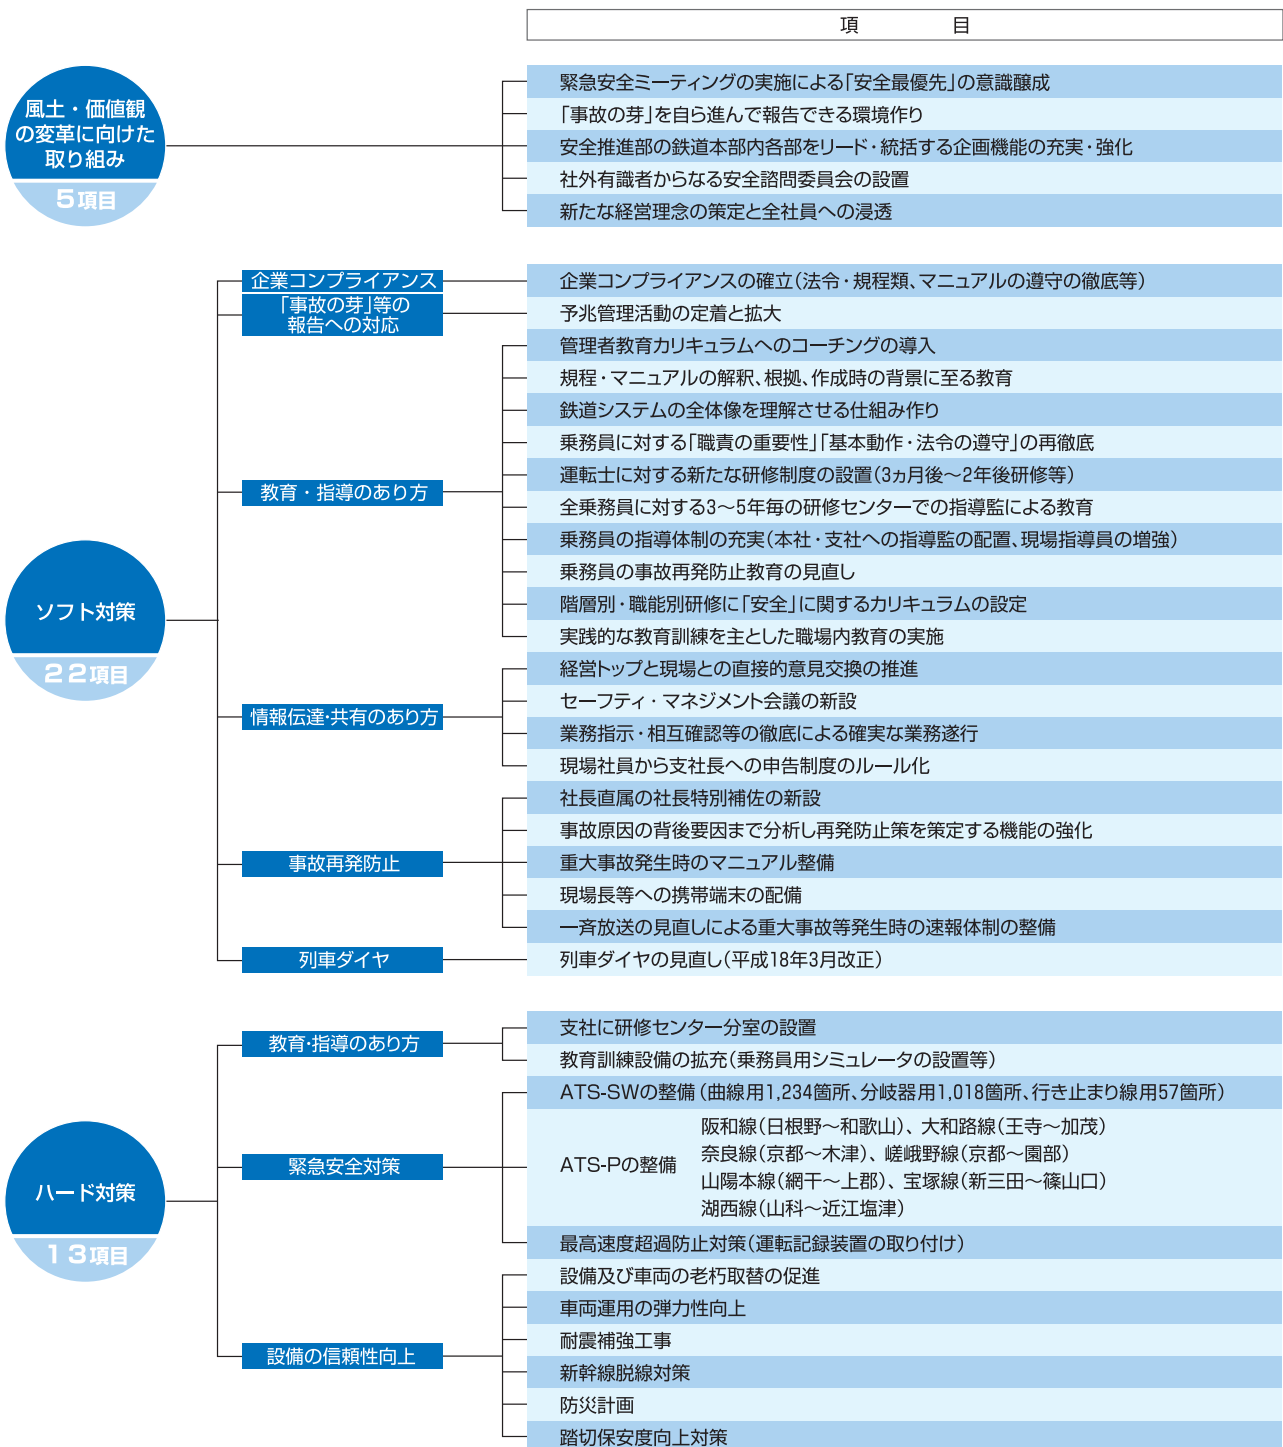 項　目
風土・価値観
の変革に向けた
取り組み
5項目
緊急安全ミーティングの実施による「安全最優先」の意識醸成
「事故の芽」を自ら進んで報告できる環境作り
安全推進部の鉄道本部内各部をリード・統括する企画機能の充実・強化
社外有識者からなる安全諮問委員会の設置
新たな経営理念の策定と全社員への浸透
ソフト対策
22項目
企業コンプライアンス
企業コンプライアンスの確立（法令・規程類、マニュアルの遵守の徹底等）
「事故の芽」等の
報告への対応
予兆管理活動の定着と拡大
教育・指導のあり方
管理者教育カリキュラムへのコーチングの導入
規程・マニュアルの解釈、根拠、作成時の背景に至る教育
鉄道システムの全体像を理解させる仕組み作り
乗務員に対する「職責の重要性」「基本動作・法令の遵守」の再徹底
運転士に対する新たな研修制度の設置（3ヵ月後～2年後研修等）
全乗務員に対する3～5年毎の研修センターでの指導監による教育
乗務員の指導体制の充実（本社・支社への指導監の配置、現場指導員の増強）
乗務員の事故再発防止教育の見直し
階層別・職能別研修に「安全」に関するカリキュラムの設定
実践的な教育訓練を主とした職場内教育の実施
情報伝達・共有のあり方
経営トップと現場との直接的意見交換の推進
セーフティ・マネジメント会議の新設
業務指示・相互確認等の徹底による確実な業務遂行
現場社員から支社長への申告制度のルール化
事故再発防止
社長直属の社長特別補佐の新設
事故原因の背後要因まで分析し再発防止策を策定する機能の強化
重大事故発生時のマニュアル整備
現場長等への携帯端末の配備
一斉放送の見直しによる重大事故等発生時の速報体制の整備
列車ダイヤ
列車ダイヤの見直し（平成18年3月改正）
ハード対策
13項目
教育・指導のあり方
支社に研修センター分室の設置
教育訓練設備の拡充（乗務員用シミュレータの設置等）
緊急安全対策
ATS-SWの整備（曲線用1,234箇所、分岐器用1,018箇所、行き止まり線用57箇所）
ATS-Pの整備
阪和線（日根野～和歌山）、大和路線（王寺～加茂）
奈良線（京都～木津）、嵯峨野線（京都～園部）
山陽本線（網干～上郡）、宝塚線（新三田～篠山口）
湖西線（山科～近江塩津）
最高速度超過防止対策（運転記録装置の取り付け）
設備の信頼性向上
設備及び車両の老朽取替の促進
車両運用の弾力性向上
耐震補強工事
新幹線脱線対策
防災計画
踏切保安度向上対策